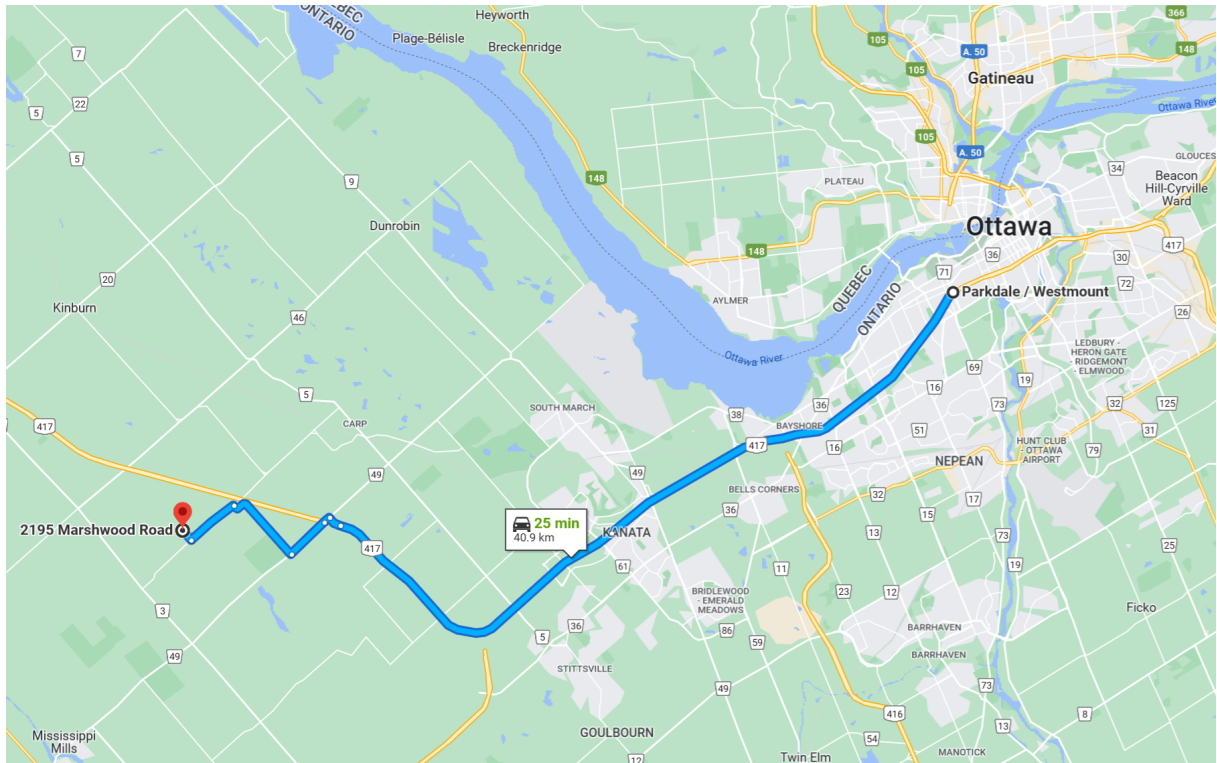 QUEBEC
ONTARIO
Heyworth
Plage-Bélisle
Breckenridge
366
105
A. 50
148
7
Gatineau
105
22
Ottawa River
5
105
A. 50
5
GLOUCES
34
Beacon
Hill-Cyrville
Ward
148
9
PLATEAU
Dunrobin
Ottawa
417
148
36
30
71
20
72
QUEBEC
ONTARIO
Parkdale / Westmount
AYLMER
Kinburn
26
46
LEDBURY -
HERON GATE
- RIDGEMONT
- ELMWOOD
Ottawa River
69
19
16
5
73
32
125
SOUTH MARCH
36
38
417
CARP
BAYSHORE
51
31
417
16
HUNT CLUB
- OTTAWA
AIRPORT
79
49
49
NEPEAN
BELLS CORNERS
32
17
2195 Marshwood Road
25 min
40.9 km
KANATA
73
25
417
61
11
19
BRIDLEWOOD
- EMERALD
MEADOWS
23
12
3
Ficko
36
86
BARRHAVEN
5
59
49
BARRHAVEN
STITTSVILLE
73
49
416
8
GOULBOURN
13
Mississippi
Mills
54
MANOTICK
12
Twin Elm